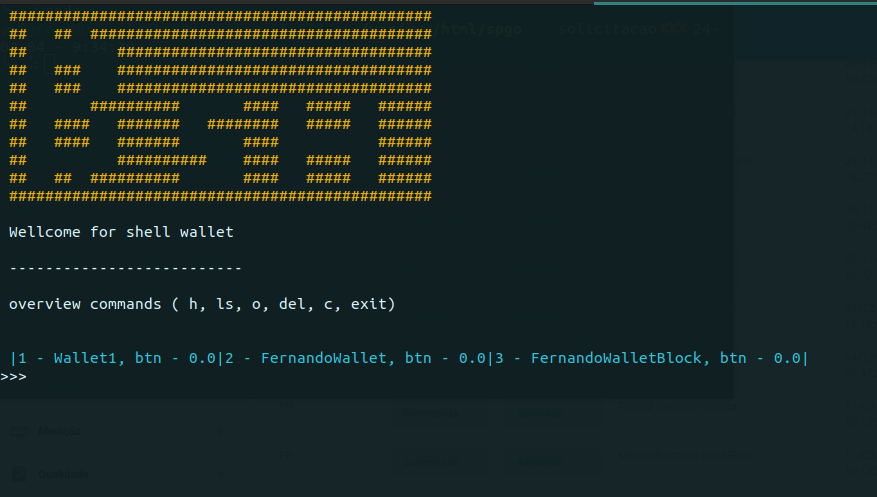 ###############################################
##   ##  ######################################
##          ###################################
##   ###    ###################################
##   ###    ###################################
##       ##########       ####   #####   ######
##   ####   #######   ########   #####   ######
##   ####   #######       ####           ######
##          ##########    ####   #####   ######
##   ##  ##########       ####   #####   ######
###############################################
Wellcome for shell wallet
--------------------------
overview commands ( h, ls, o, del, c, exit)
|1 - Wallet1, btn - 0.0|2 - FernandoWallet, btn - 0.0|3 - FernandoWalletBlock, btn - 0.0|
>>>